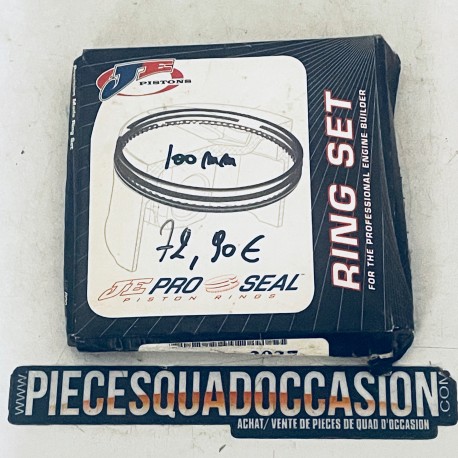 JE
PISTONS
100mm
72,90€
JE PRO SEAL
PISTON RINGS
RING SET
FOR THE PROFESSIONAL ENGINE BUILDER
PIECESQUADOCCASION.COM
ACHAT/ VENTE DE PIECES DE QUAD D'OCCASION